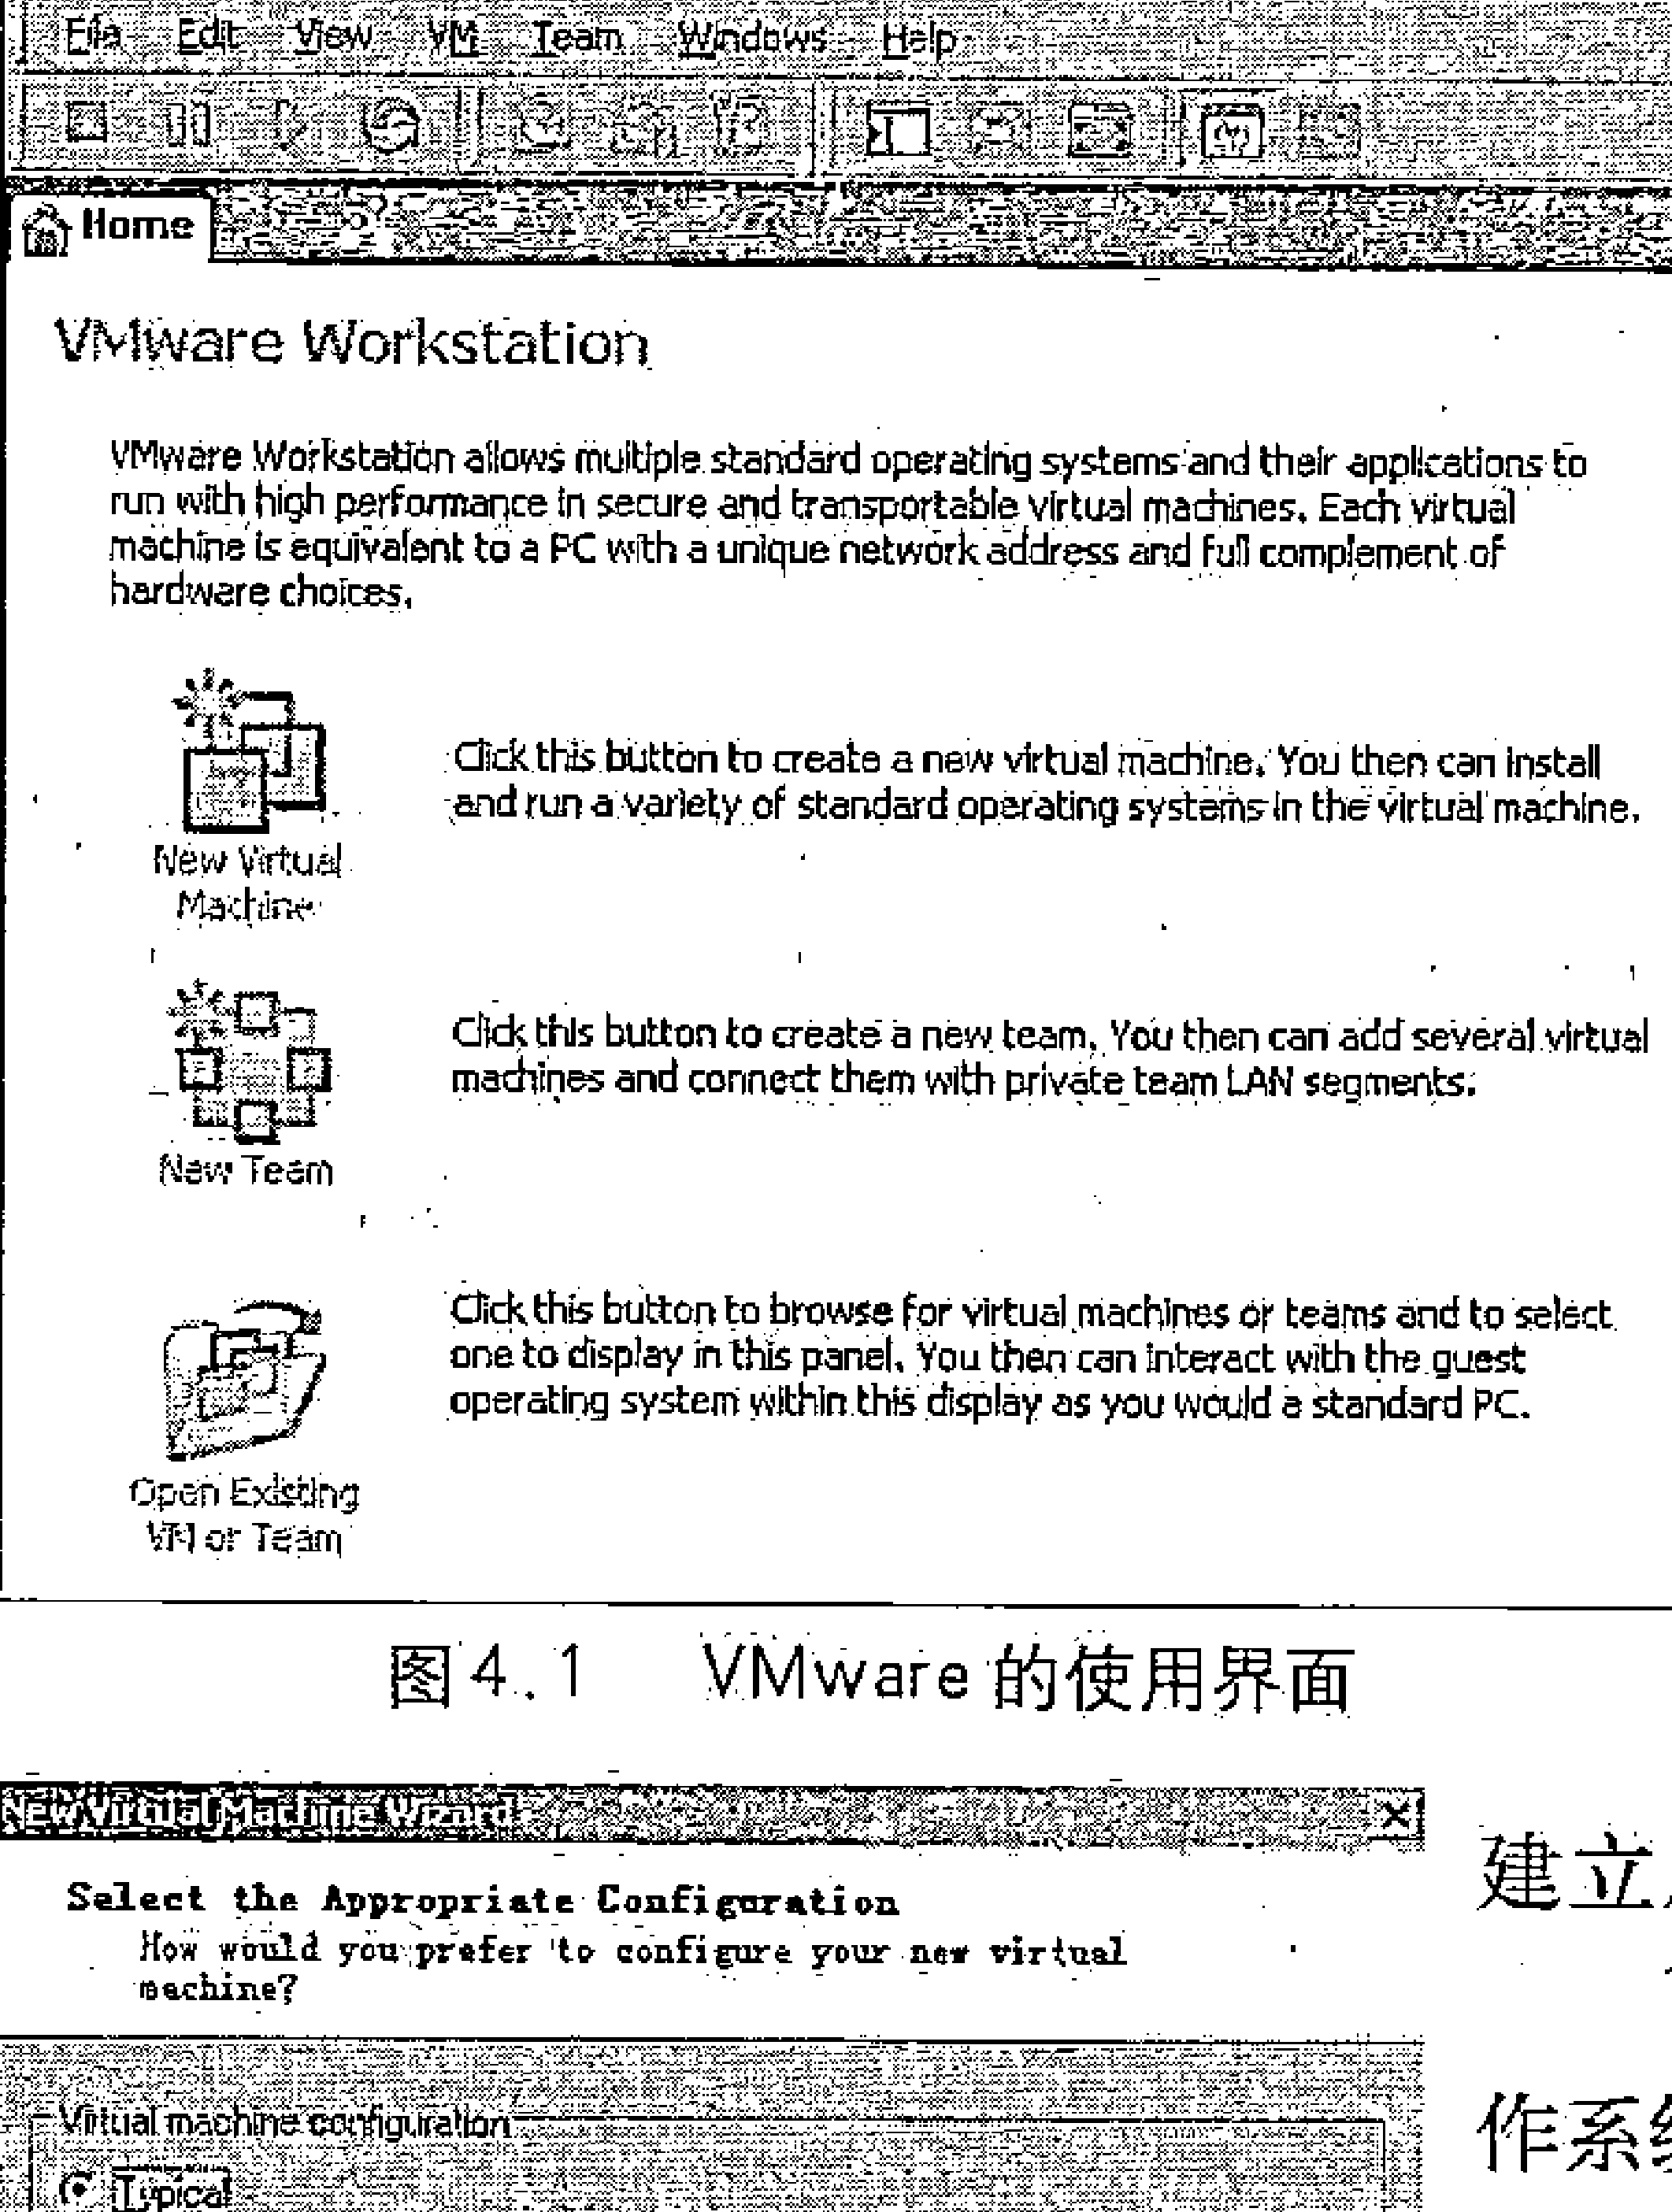 File Edit View VM Team Windows Help
Home
VMware Workstation
VMware Workstation allows multiple standard operating systems and their applications to
run with high performance in secure and transportable virtual machines. Each virtual
machine is equivalent to a PC with a unique network address and full complement of
hardware choices.
Click this button to create a new virtual machine. You then can install
and run a variety of standard operating systems in the virtual machine.
New Virtual
Machine
Click this button to create a new team. You then can add several virtual
machines and connect them with private team LAN segments.
New Team
Click this button to browse for virtual machines or teams and to select
one to display in this panel. You then can interact with the guest
operating system within this display as you would a standard PC.
Open Existing
VM or Team
图 4.1 VMware 的使用界面
New Virtual Machine Wizard
Select the Appropriate Configuration
How would you prefer to configure your new virtual
machine?
建立
作系
Virtual machine configuration
Typical